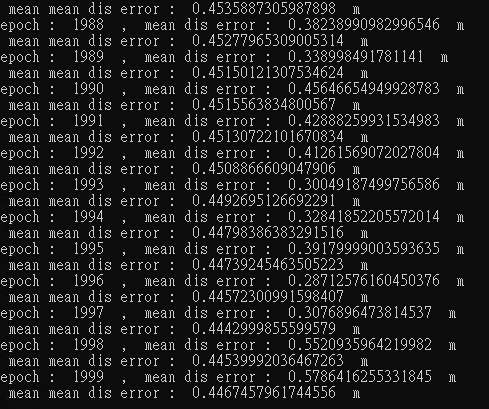 mean mean dis error :  0.4535887305987898  m
epoch :  1988  ,  mean dis error :  0.38238990982996546  m
mean mean dis error :  0.45277965309005314  m
epoch :  1989  ,  mean dis error :  0.338998491781141  m
mean mean dis error :  0.45150121307534624  m
epoch :  1990  ,  mean dis error :  0.45646654949928783  m
mean mean dis error :  0.4515563834800567  m
epoch :  1991  ,  mean dis error :  0.42888259931534983  m
mean mean dis error :  0.45130722101670834  m
epoch :  1992  ,  mean dis error :  0.41261569072027804  m
mean mean dis error :  0.4508866609047906  m
epoch :  1993  ,  mean dis error :  0.30049187499756586  m
mean mean dis error :  0.4492695126692291  m
epoch :  1994  ,  mean dis error :  0.32841852205572014  m
mean mean dis error :  0.44798386383291516  m
epoch :  1995  ,  mean dis error :  0.39179999003593635  m
mean mean dis error :  0.44739245463505223  m
epoch :  1996  ,  mean dis error :  0.28712576160450376  m
mean mean dis error :  0.44572300991598407  m
epoch :  1997  ,  mean dis error :  0.3076896473814537  m
mean mean dis error :  0.4442999855599579  m
epoch :  1998  ,  mean dis error :  0.5520935964219982  m
mean mean dis error :  0.44539992036467263  m
epoch :  1999  ,  mean dis error :  0.5786416255331845  m
mean mean dis error :  0.4467457961744556  m